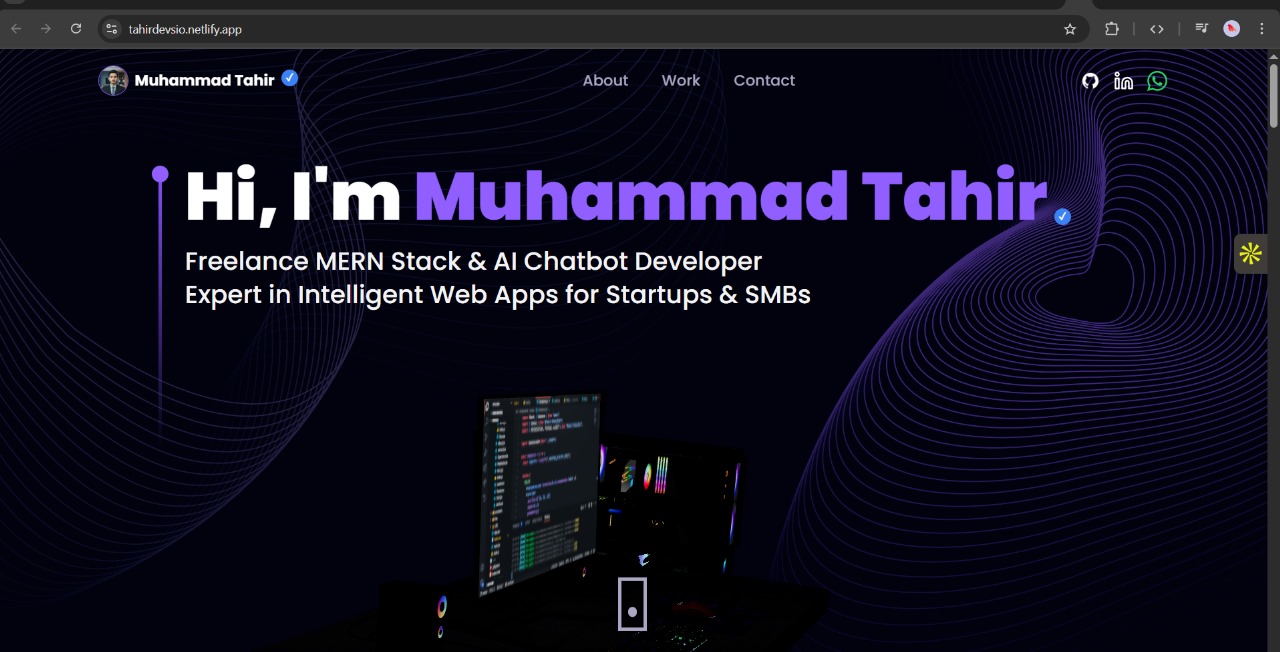 tahirdevsio.netlify.app
Muhammad Tahir
About Work Contact
Hi, I'm Muhammad Tahir
Freelance MERN Stack & AI Chatbot Developer
Expert in Intelligent Web Apps for Startups & SMBs